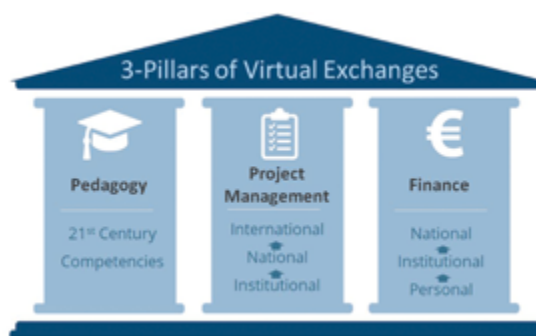 3-Pillars of Virtual Exchanges
Pedagogy
21st Century
Competencies
Project
Management
International
National
Institutional
€
Finance
National
Institutional
Personal